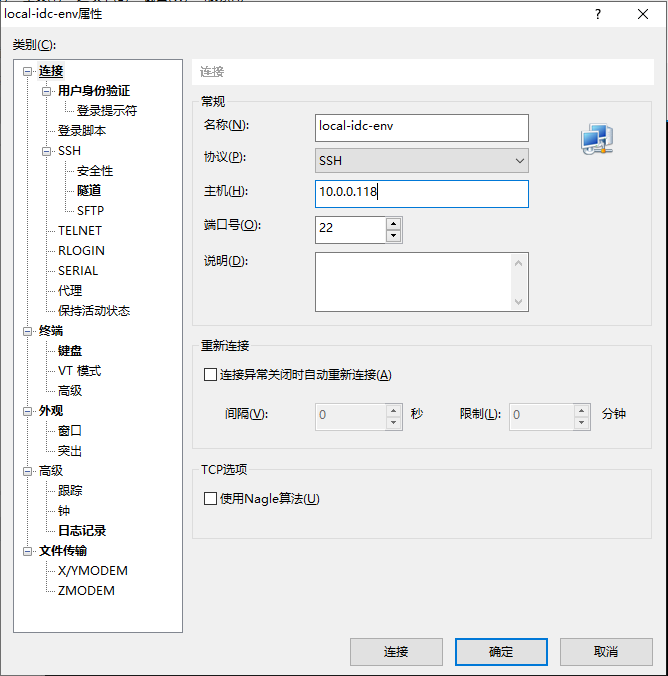 local-idc-env属性
?
类别(C):
连接
用户身份验证
登录提示符
登录脚本
SSH
安全性
隧道
SFTP
TELNET
RLOGIN
SERIAL
代理
保持活动状态
终端
键盘
VT 模式
高级
外观
窗口
突出
高级
跟踪
钟
日志记录
文件传输
X/YMODEM
ZMODEM
连接
常规
名称(N): local-idc-env
协议(P): SSH
主机(H): 10.0.0.118
端口号(O): 22
说明(D):
重新连接
连接异常关闭时自动重新连接(A)
间隔(V): 0 秒 限制(L): 0 分钟
TCP选项
使用Nagle算法(U)
连接 确定 取消